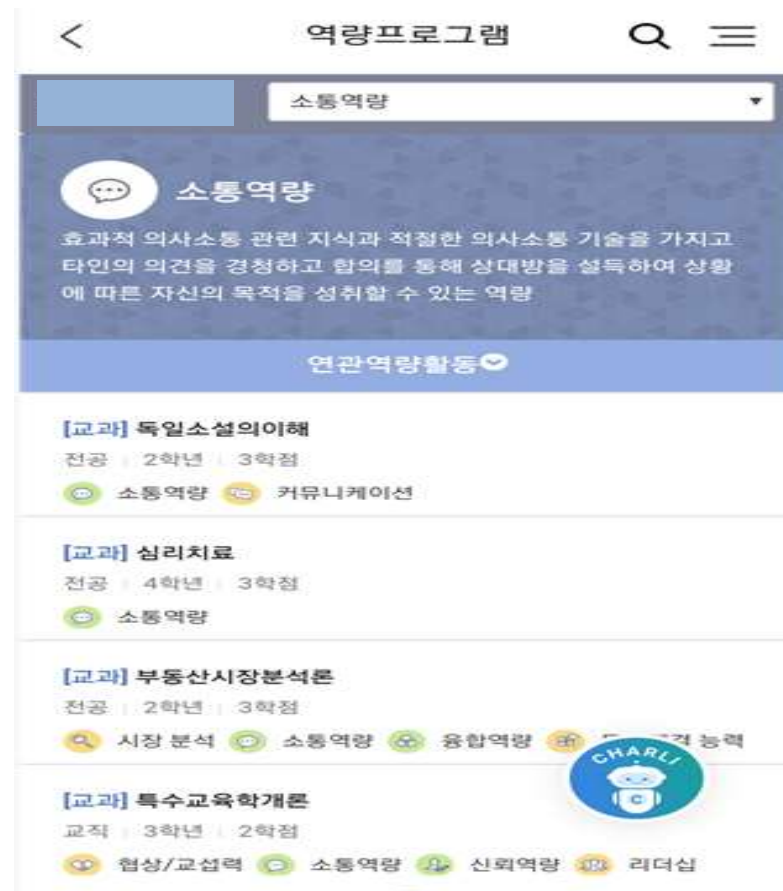 역량프로그램
소통역량
소통역량
효과적 의사소통 관련 지식과 적절한 의사소통 기술을 가지고
타인의 의견을 경청하고 합의를 통해 상대방을 설득하여 상황
에 따른 자신의 목적을 성취할 수 있는 역량
연관역량활동
[교과] 독일소설의이해
전공 2학년 3학점
소통역량 커뮤니케이션
[교과] 심리치료
전공 4학년 3학점
소통역량
[교과] 부동산시장분석론
전공 2학년 3학점
시장 분석 소통역량 융합역량 능력
CHARLI
C
[교과] 특수교육학개론
교직 3학년 2학점
협상/교섭력 소통역량 신뢰역량 리더십